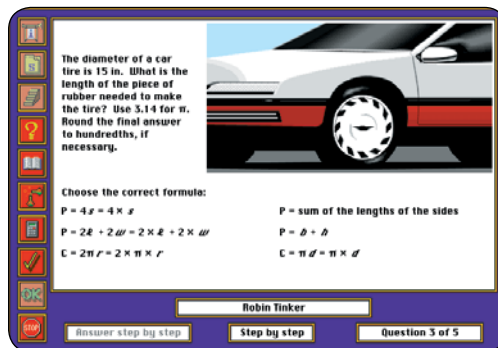 The diameter of a car
tire is 15 in. What is the
length of the piece of
rubber needed to make
the tire? Use 3.14 for π.
Round the final answer
to hundredths, if
necessary.
Choose the correct formula:
P = 4s = 4 × s
P = sum of the lengths of the sides
P = 2ℓ + 2w = 2 × ℓ + 2 × w
P = b + h
C = 2πr = 2 × π × r
C = πd = π × d
OK
STOP
Robin Tinker
Answer step by step
Step by step
Question 3 of 5